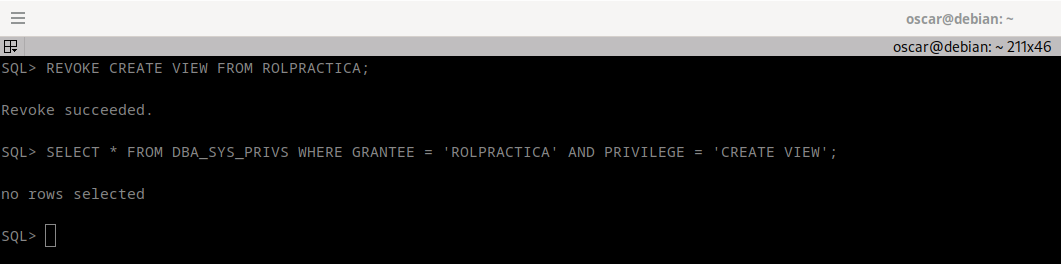 oscar@debian: ~
oscar@debian: ~ 211x46
SQL> REVOKE CREATE VIEW FROM ROLPRACTICA;
Revoke succeeded.
SQL> SELECT * FROM DBA_SYS_PRIVS WHERE GRANTEE = 'ROLPRACTICA' AND PRIVILEGE = 'CREATE VIEW';
no rows selected
SQL>